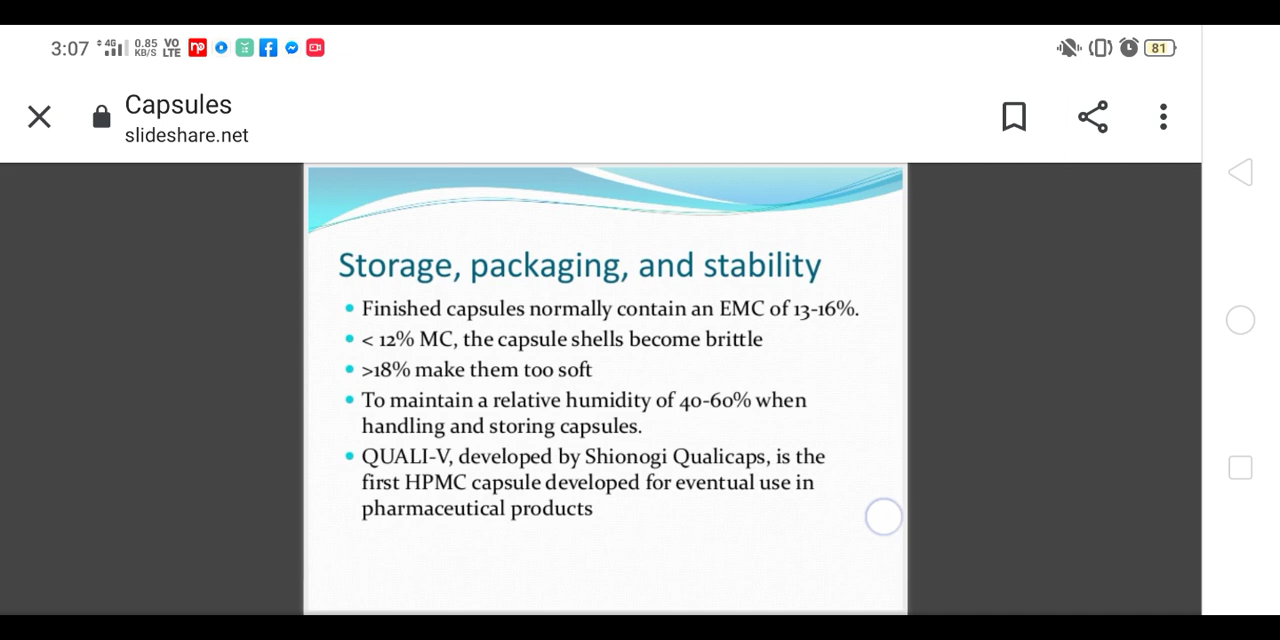 3:07 4G 0.85 KB/S VO LTE np 81
Capsules
slideshare.net
Storage, packaging, and stability
• Finished capsules normally contain an EMC of 13-16%.
• < 12% MC, the capsule shells become brittle
• >18% make them too soft
• To maintain a relative humidity of 40-60% when
handling and storing capsules.
• QUALI-V, developed by Shionogi Qualicaps, is the
first HPMC capsule developed for eventual use in
pharmaceutical products